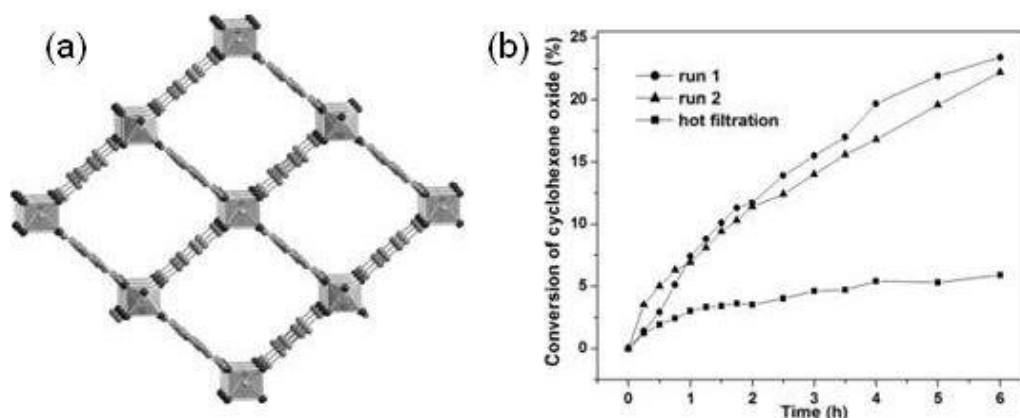 (a)
(b)
Conversion of cyclohexene oxide (%)
25
20
15
10
5
0
run 1
run 2
hot filtration
0 1 2 3 4 5 6
Time (h)